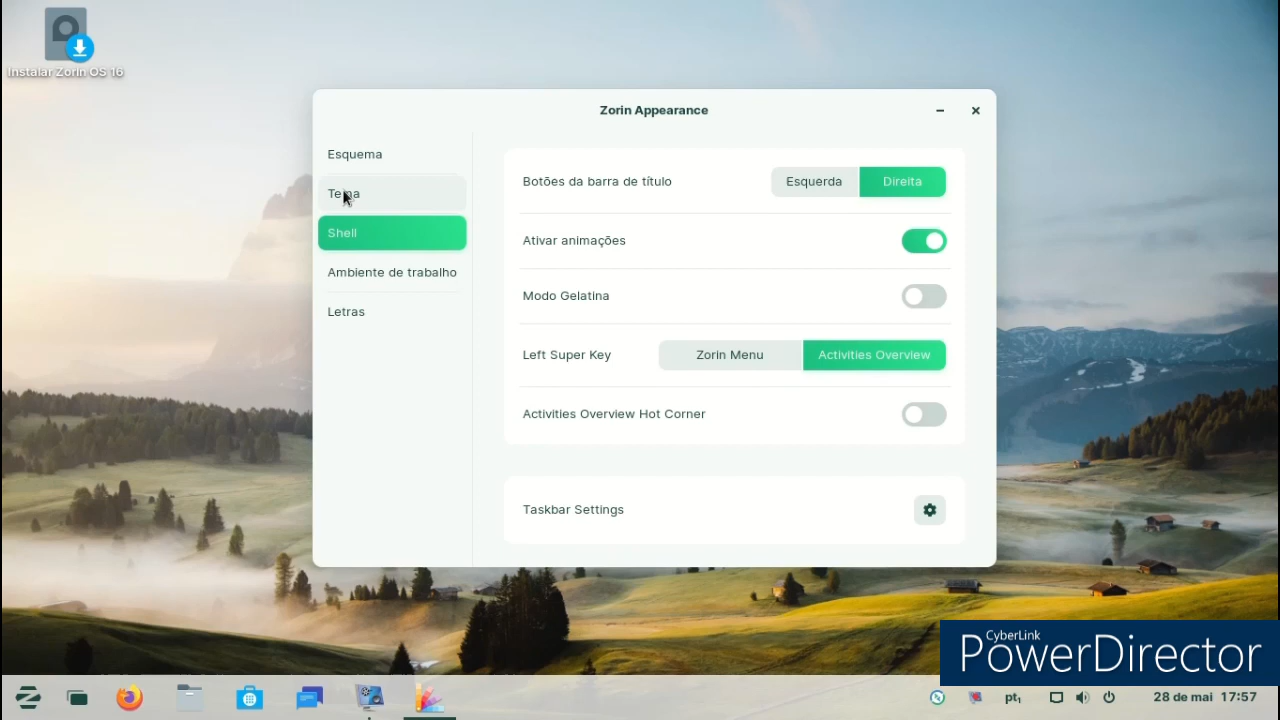 Instalar Zorin OS 16
Zorin Appearance
Esquema
Tema
Shell
Ambiente de trabalho
Letras
Botões da barra de título
Esquerda
Direita
Ativar animações
Modo Gelatina
Left Super Key
Zorin Menu
Activities Overview
Activities Overview Hot Corner
Taskbar Settings
CyberLink
PowerDirector
pt₁
28 de mai 17:57